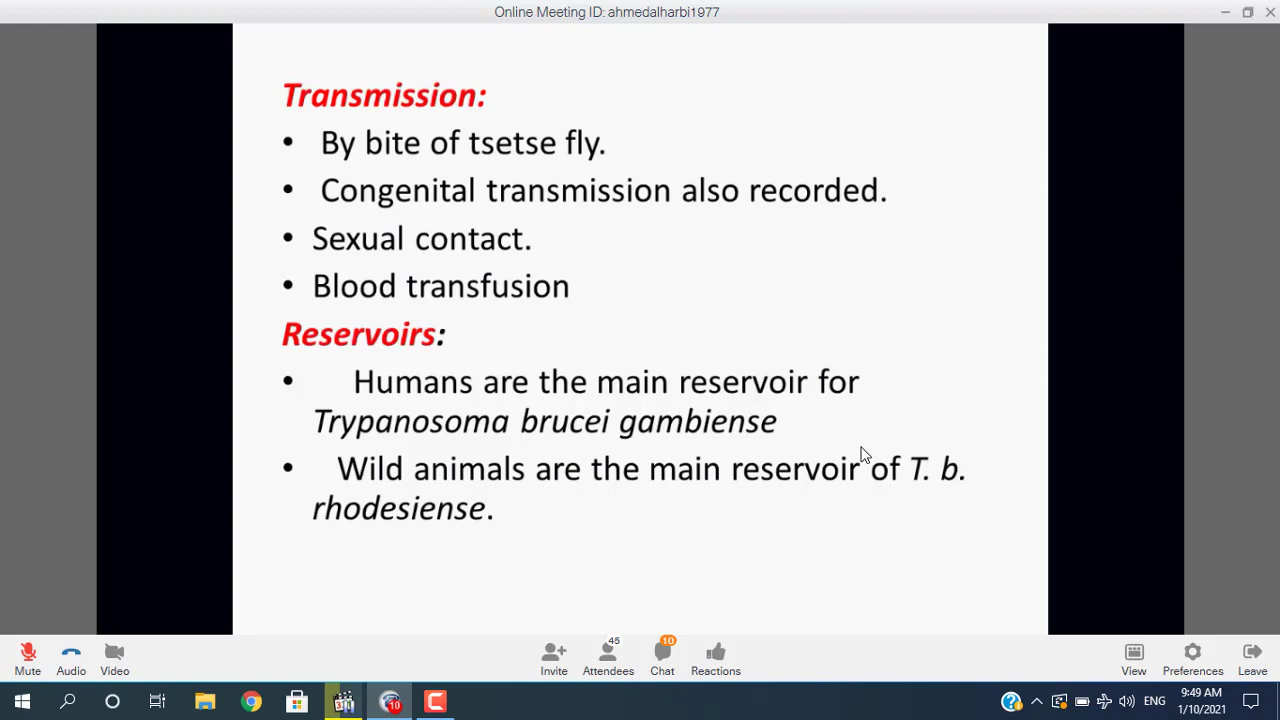 Online Meeting ID: ahmedalharbi1977
Transmission:
• By bite of tsetse fly.
• Congenital transmission also recorded.
• Sexual contact.
• Blood transfusion
Reservoirs:
• Humans are the main reservoir for
Trypanosoma brucei gambiense
• Wild animals are the main reservoir of T. b.
rhodesiense.
45
10
Mute Audio Video Invite Attendees Chat Reactions View Preferences Leave
10
ENG
9:49 AM
1/10/2021